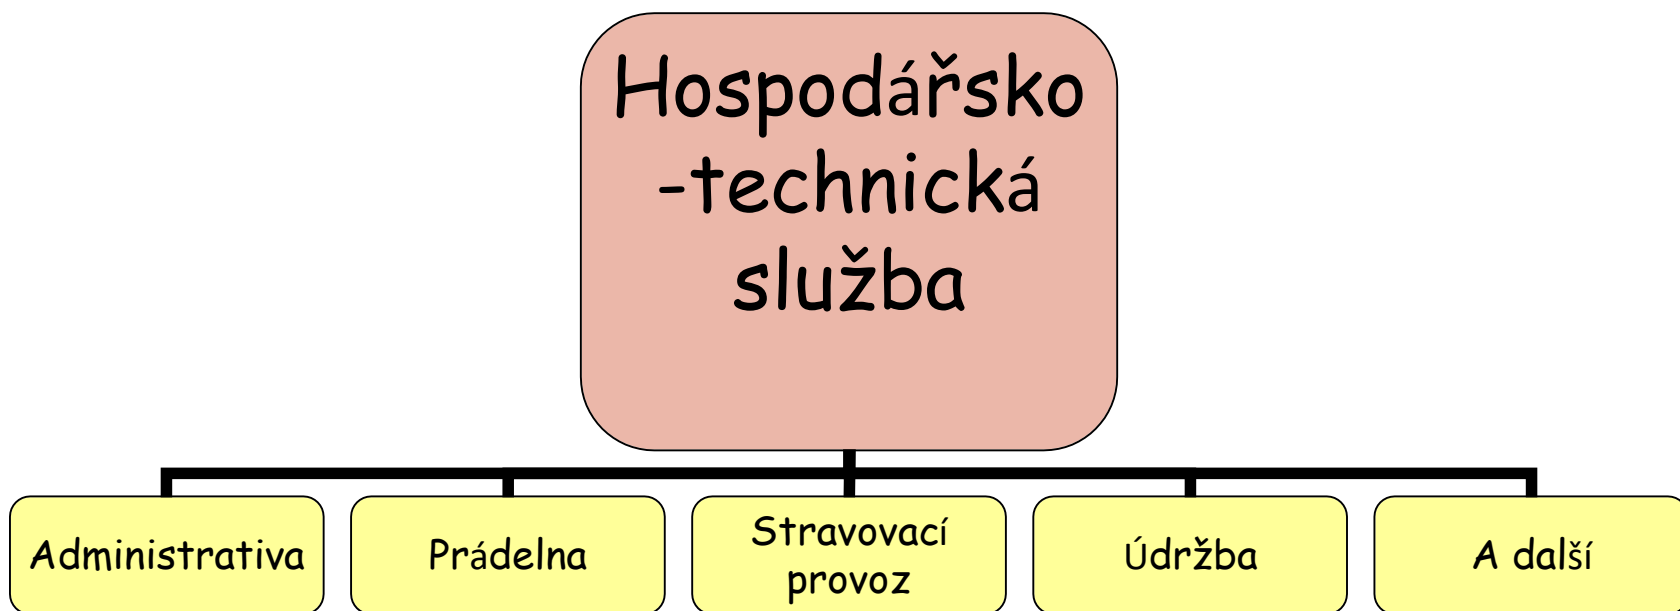 Hospodářsko
-technická
služba
Administrativa
Prádelna
Stravovací
provoz
Údržba
A další